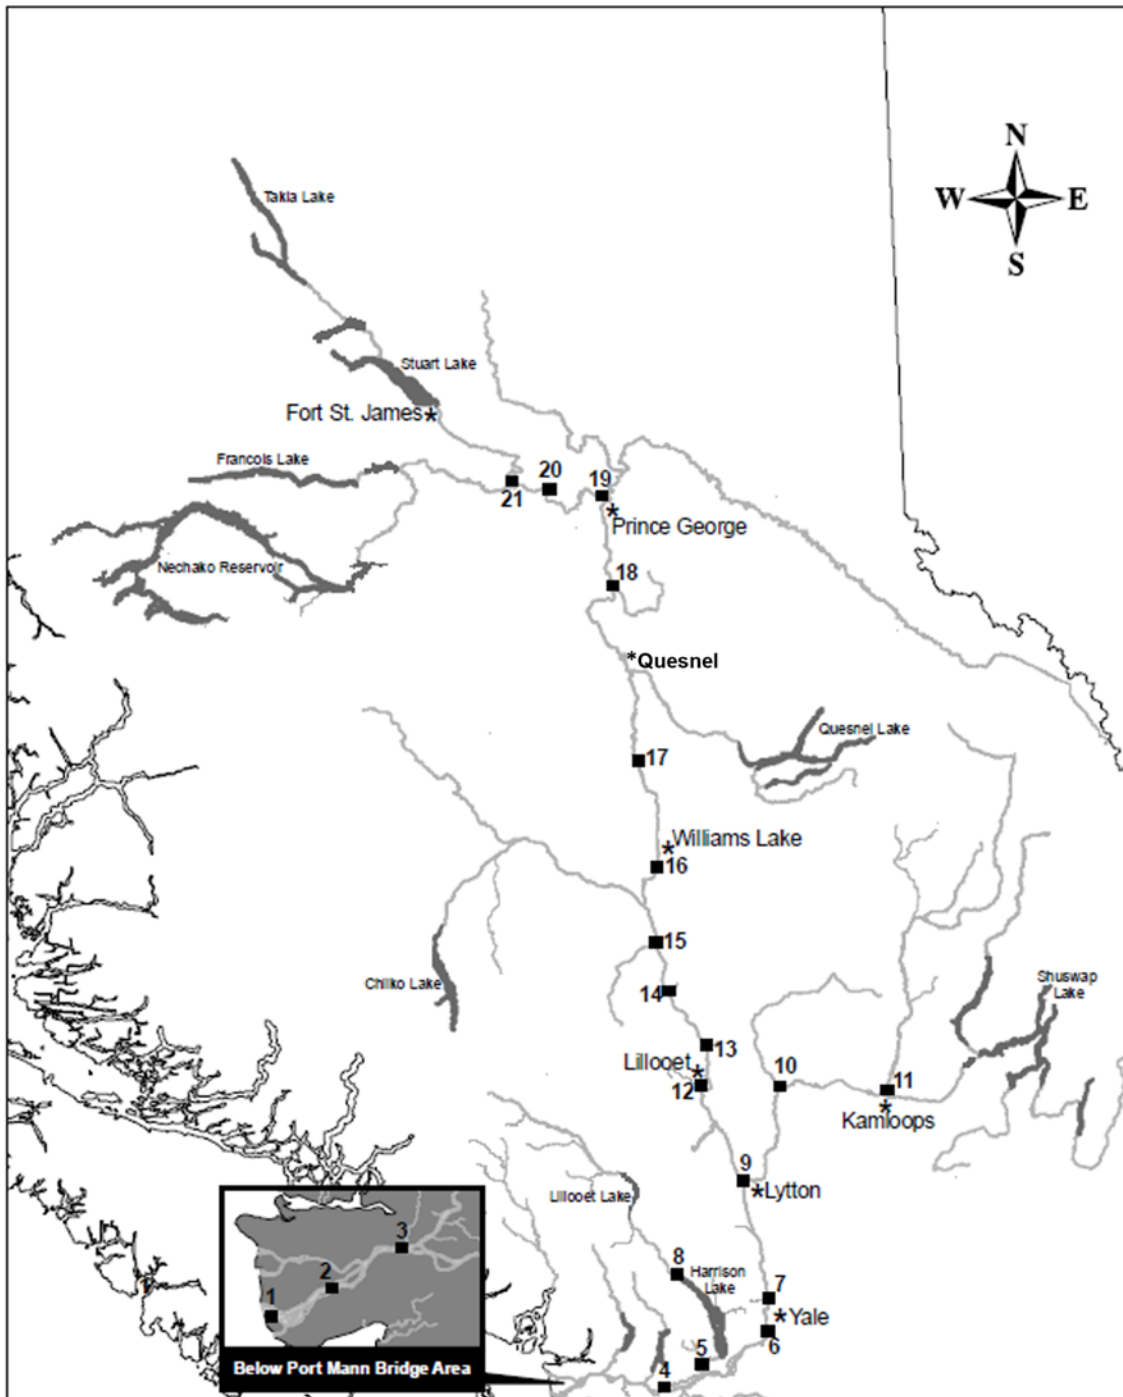 N
W E
S
Takla Lake
Stuart Lake
Fort St. James*
Francois Lake
20
19
21
*
Prince George
Nechako Reservoir
18
*Quesnel
Quesnel Lake
17
Williams Lake
*
16
15
Chilko Lake
14
Shuswap
Lake
13
Lillooet
*
12
10
11
*
Kamloops
9
*Lytton
Lillooet Lake
8
Harrison
Lake
7
*Yale
6
5
4
3
2
1
Below Port Mann Bridge Area